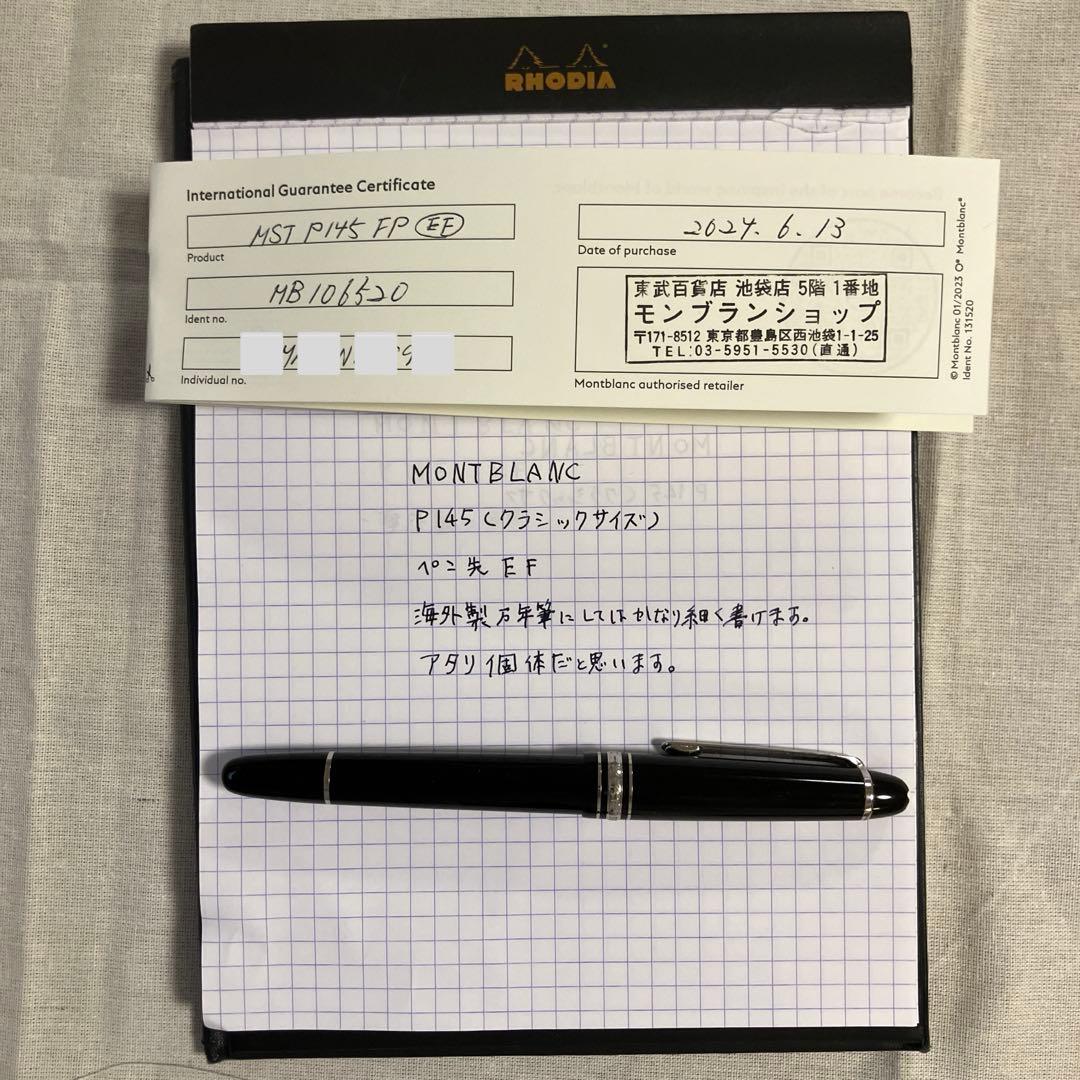 RHODIA
International Guarantee Certificate
MST P145 FP EF
Product
MB106520
Ident no.
Individual no.
2024. 6. 13
Date of purchase
東武百貨店 池袋店 5階 1番地
モンブランショップ
〒171-8512 東京都豊島区西池袋1-1-25
TEL:03-5951-5530(直通)
Montblanc authorised retailer
© Montblanc 01/2023 O® Montblanc®
Ident No. 131520
MONTBLANC
P145(クラシックサイズ)
ペン先 EF
海外製万年筆にしてはかなり細く書けます。
アタリ個体だと思います。